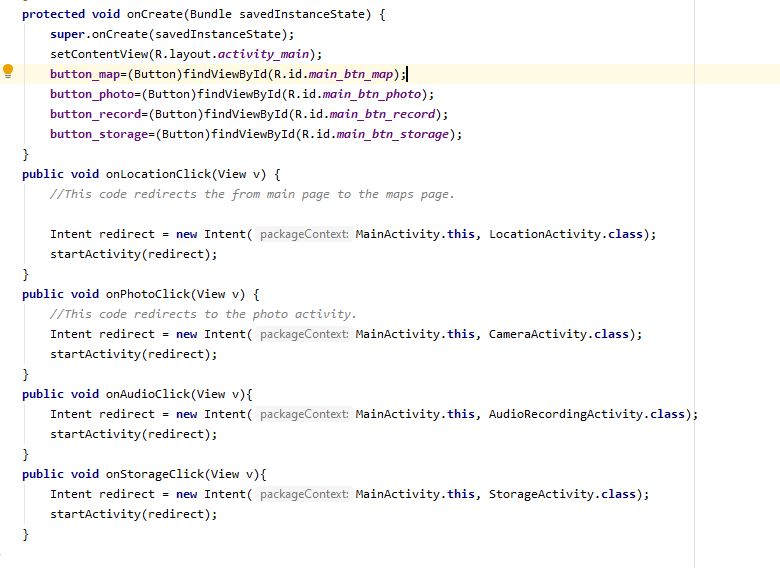 protected void onCreate(Bundle savedInstanceState) {
super.onCreate(savedInstanceState);
setContentView(R.layout.activity_main);
button_map=(Button)findViewById(R.id.main_btn_map);
button_photo=(Button)findViewById(R.id.main_btn_photo);
button_record=(Button)findViewById(R.id.main_btn_record);
button_storage=(Button)findViewById(R.id.main_btn_storage);
}
public void onLocationClick(View v) {
//This code redirects the from main page to the maps page.
Intent redirect = new Intent( packageContext: MainActivity.this, LocationActivity.class);
startActivity(redirect);
}
public void onPhotoClick(View v) {
//This code redirects to the photo activity.
Intent redirect = new Intent( packageContext: MainActivity.this, CameraActivity.class);
startActivity(redirect);
}
public void onAudioClick(View v){
Intent redirect = new Intent( packageContext: MainActivity.this, AudioRecordingActivity.class);
startActivity(redirect);
}
public void onStorageClick(View v){
Intent redirect = new Intent( packageContext: MainActivity.this, StorageActivity.class);
startActivity(redirect);
}